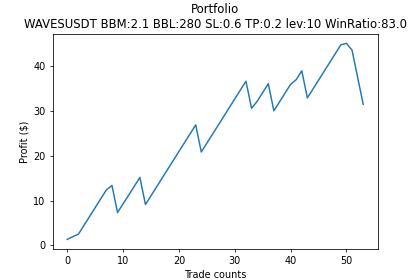 Portfolio
WAVESUSDT BBM:2.1 BBL:280 SL:0.6 TP:0.2 lev:10 WinRatio:83.0
40
30
20
10
0
Profit ($)
0 10 20 30 40 50
Trade counts